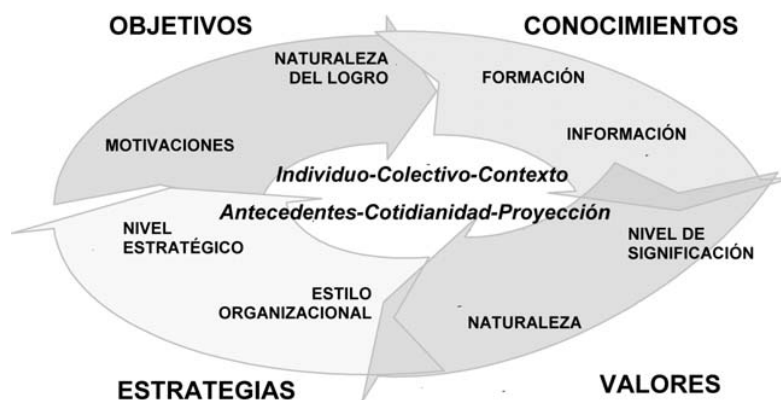 OBJETIVOS
CONOCIMIENTOS
NATURALEZA
DEL LOGRO
FORMACIÓN
MOTIVACIONES
INFORMACIÓN
Individuo-Colectivo-Contexto
Antecedentes-Cotidianidad-Proyección
NIVEL
ESTRATÉGICO
NIVEL DE
SIGNIFICACIÓN
ESTILO
ORGANIZACIONAL
NATURALEZA
ESTRATEGIAS
VALORES